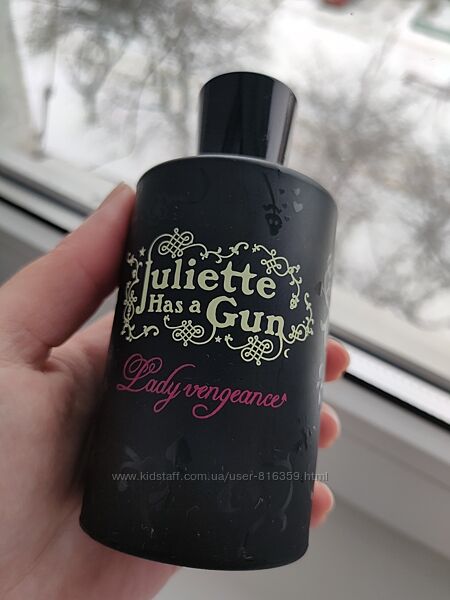 Juliette
Has a Gun
Lady vengeance
www.kidstaff.com.ua/user-816359.html